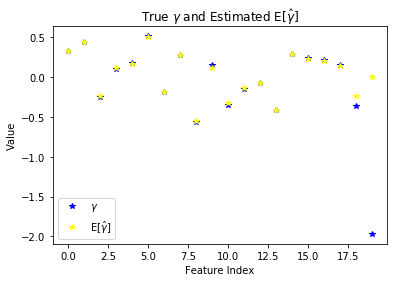 True γ and Estimated E[γ̂]
0.5
0.0
−0.5
−1.0
−1.5
−2.0
Value
γ
E[γ̂]
0.0 2.5 5.0 7.5 10.0 12.5 15.0 17.5
Feature Index